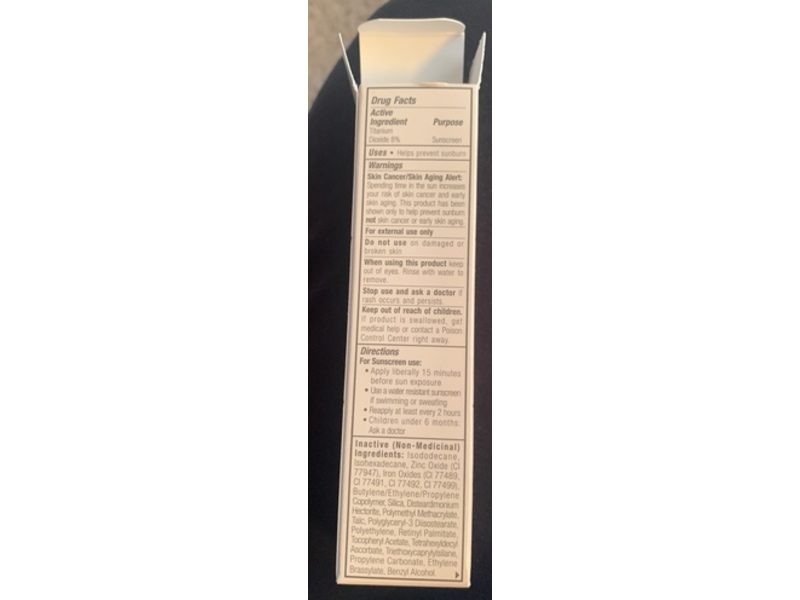 Drug Facts
Active
Ingredient Purpose
Titanium
Dioxide 8% Sunscreen
Uses • Helps prevent sunburn
Warnings
Skin Cancer/Skin Aging Alert:
Spending time in the sun increases
your risk of skin cancer and early
skin aging. This product has been
shown only to help prevent sunburn
not skin cancer or early skin aging.
For external use only
Do not use on damaged or
broken skin
When using this product keep
out of eyes. Rinse with water to
remove.
Stop use and ask a doctor if
rash occurs and persists.
Keep out of reach of children.
If product is swallowed, get
medical help or contact a Poison
Control Center right away.
Directions
For Sunscreen use:
• Apply liberally 15 minutes
before sun exposure
• Use a water resistant sunscreen
if swimming or sweating
• Reapply at least every 2 hours
• Children under 6 months:
Ask a doctor
Inactive (Non-Medicinal)
Ingredients: Isododecane,
Isohexadecane, Zinc Oxide (CI
77947), Iron Oxides (CI 77489,
CI 77491, CI 77492, CI 77499),
Butylene/Ethylene/Propylene
Copolymer, Silica, Disteardimonium
Hectorite, Polymethyl Methacrylate,
Talc, Polyglyceryl-3 Diisostearate,
Polyethylene, Retinyl Palmitate,
Tocopheryl Acetate, Tetrahexyldecyl
Ascorbate, Triethoxycaprylylsilane,
Propylene Carbonate, Ethylene
Brassylate, Benzyl Alcohol.